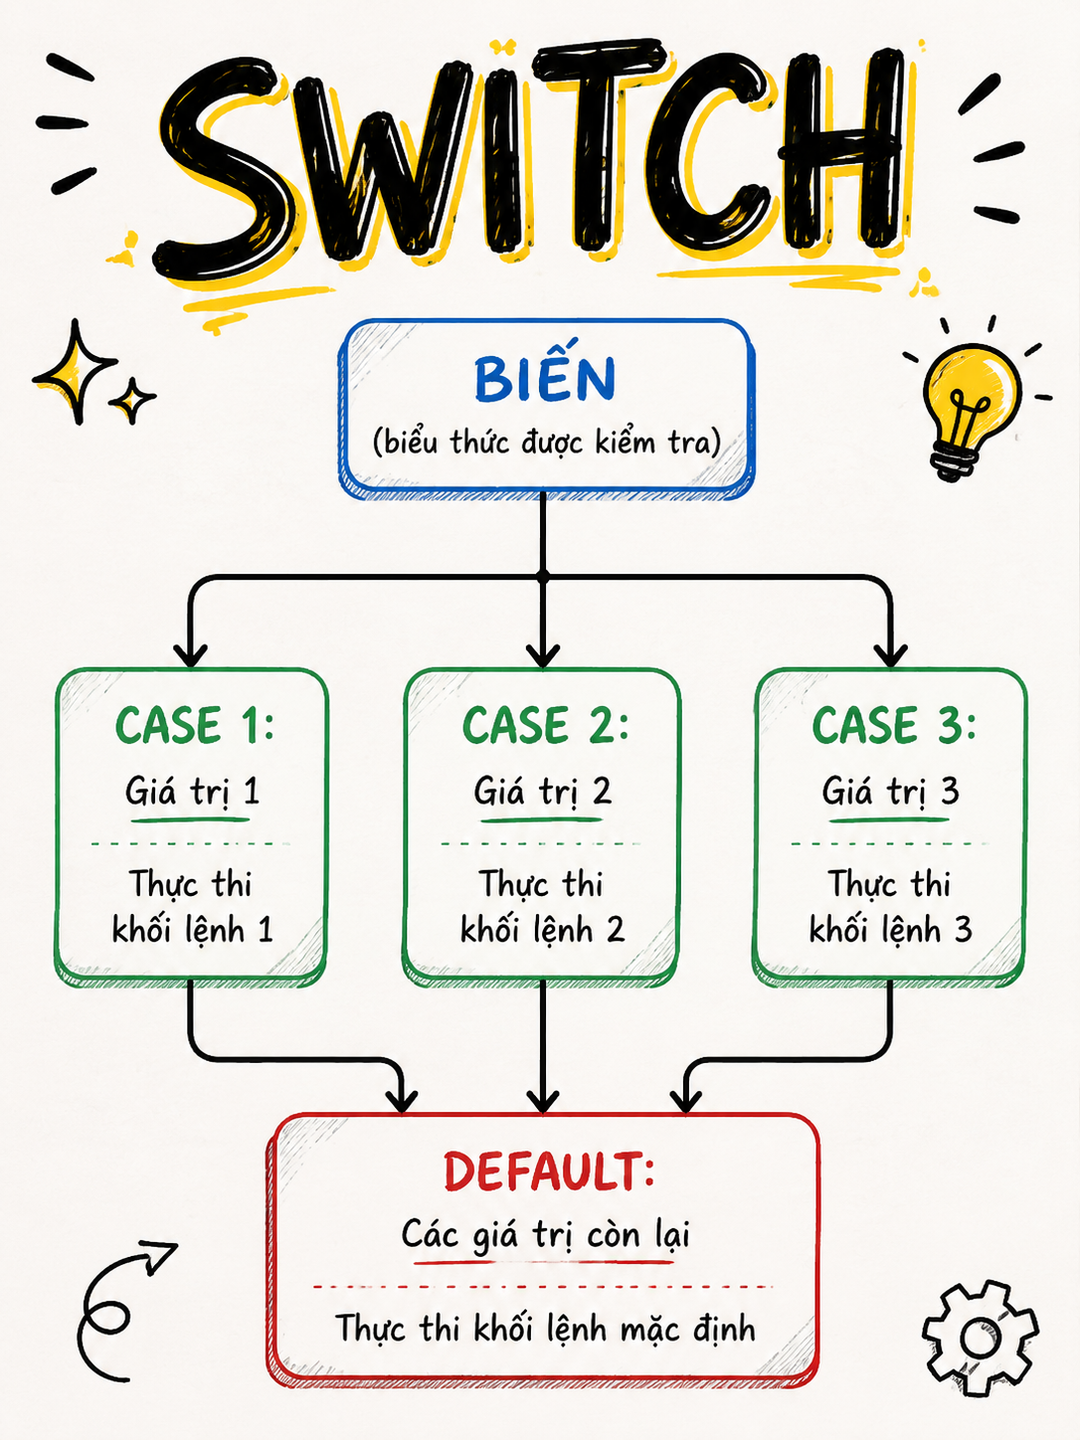 SWITCH
BIẾN
(biểu thức được kiểm tra)
CASE 1:
Giá trị 1
Thực thi
khối lệnh 1
CASE 2:
Giá trị 2
Thực thi
khối lệnh 2
CASE 3:
Giá trị 3
Thực thi
khối lệnh 3
DEFAULT:
Các giá trị còn lại
Thực thi khối lệnh mặc định